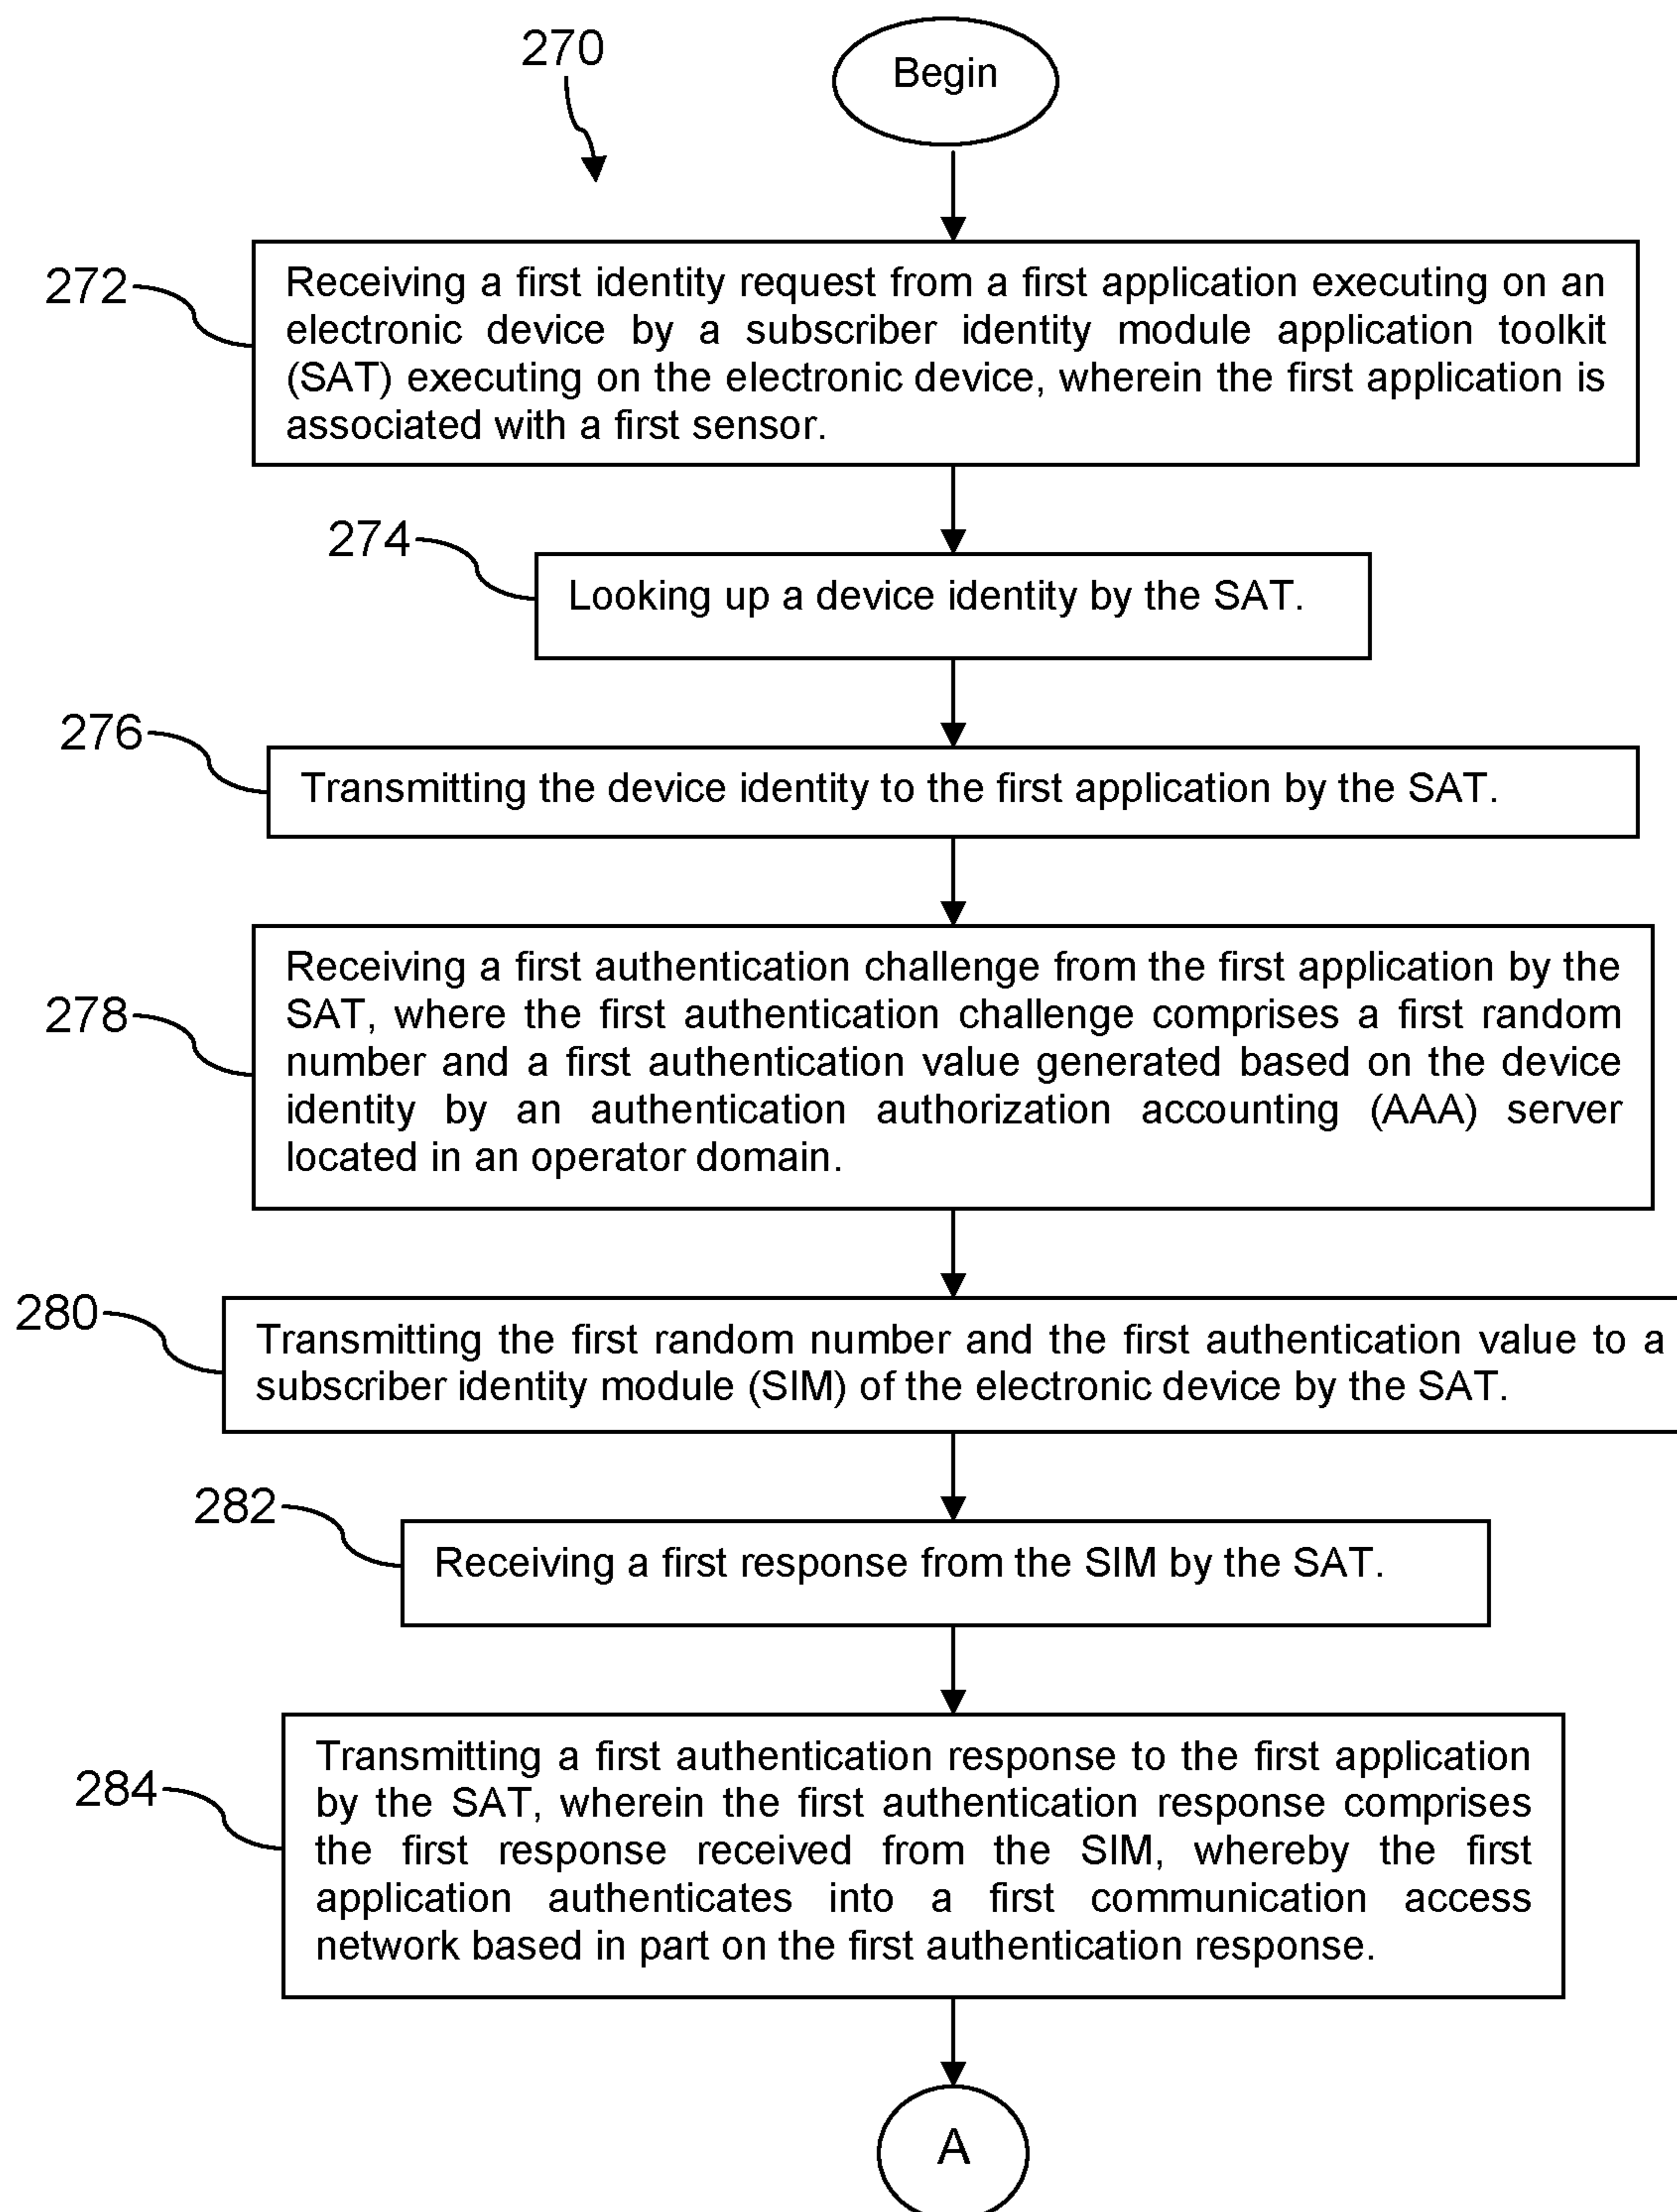 270
Begin
272
Receiving a first identity request from a first application executing on an
electronic device by a subscriber identity module application toolkit
(SAT) executing on the electronic device, wherein the first application is
associated with a first sensor.
274
Looking up a device identity by the SAT.
276
Transmitting the device identity to the first application by the SAT.
278
Receiving a first authentication challenge from the first application by the
SAT, where the first authentication challenge comprises a first random
number and a first authentication value generated based on the device
identity by an authentication authorization accounting (AAA) server
located in an operator domain.
280
Transmitting the first random number and the first authentication value to a
subscriber identity module (SIM) of the electronic device by the SAT.
282
Receiving a first response from the SIM by the SAT.
284
Transmitting a first authentication response to the first application
by the SAT, wherein the first authentication response comprises
the first response received from the SIM, whereby the first
application authenticates into a first communication access
network based in part on the first authentication response.
A